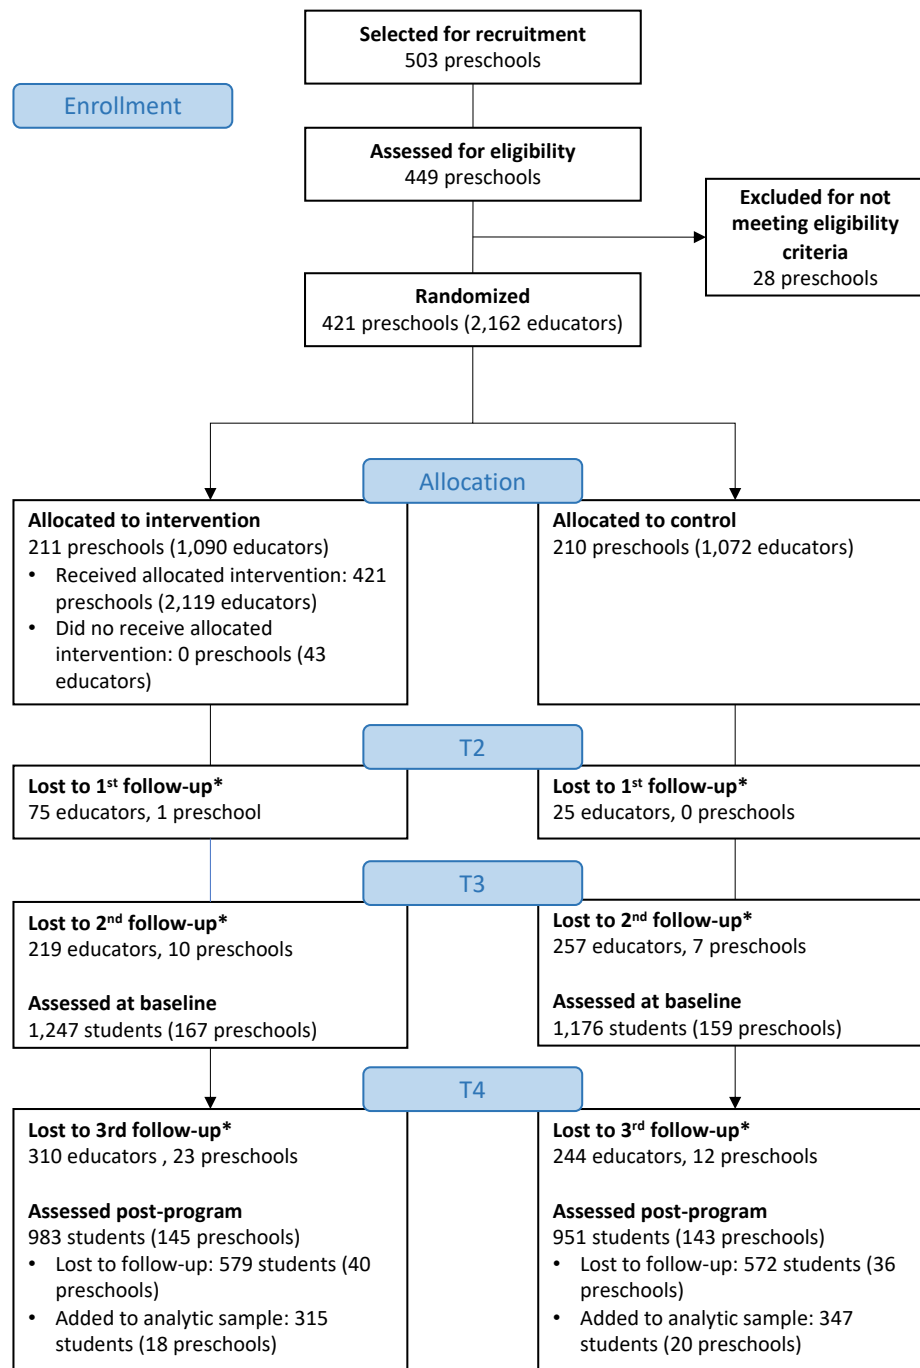 Selected for recruitment
503 preschools
Enrollment
Assessed for eligibility
449 preschools
Excluded for not
meeting eligibility
criteria
28 preschools
Randomized
421 preschools (2,162 educators)
Allocation
Allocated to intervention
211 preschools (1,090 educators)
• Received allocated intervention: 421
preschools (2,119 educators)
• Did no receive allocated
intervention: 0 preschools (43
educators)
Allocated to control
210 preschools (1,072 educators)
T2
Lost to 1st follow-up*
75 educators, 1 preschool
Lost to 1st follow-up*
25 educators, 0 preschools
T3
Lost to 2nd follow-up*
219 educators, 10 preschools
Assessed at baseline
1,247 students (167 preschools)
Lost to 2nd follow-up*
257 educators, 7 preschools
Assessed at baseline
1,176 students (159 preschools)
T4
Lost to 3rd follow-up*
310 educators , 23 preschools
Assessed post-program
983 students (145 preschools)
• Lost to follow-up: 579 students (40
preschools)
• Added to analytic sample: 315
students (18 preschools)
Lost to 3rd follow-up*
244 educators, 12 preschools
Assessed post-program
951 students (143 preschools)
• Lost to follow-up: 572 students (36
preschools)
• Added to analytic sample: 347
students (20 preschools)